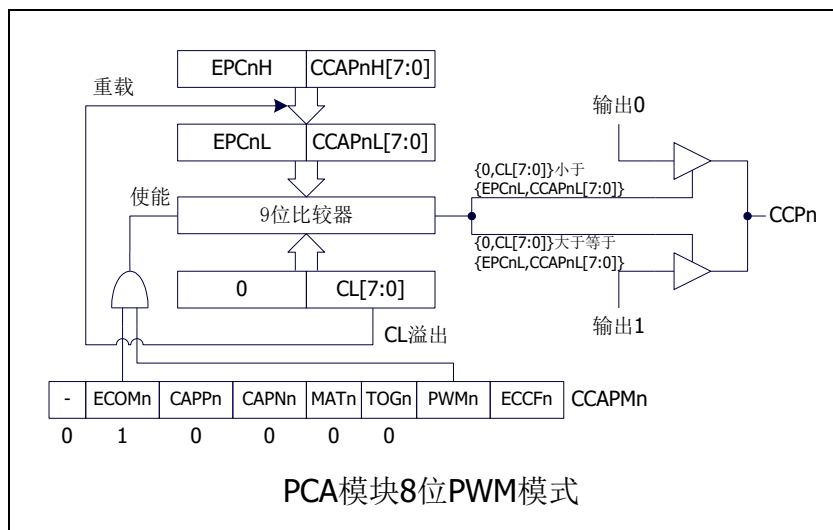 EPCnH CCAPnH[7:0]
重载
输出0
EPCnL CCAPnL[7:0]
{0,CL[7:0]}小于
{EPCnL,CCAPnL[7:0]}
使能
9位比较器
CCPn
{0,CL[7:0]}大于等于
{EPCnL,CCAPnL[7:0]}
0 CL[7:0]
输出1
CL溢出
- ECOMn CAPPn CAPNn MATn TOGn PWMn ECCFn CCAPMn
0 1 0 0 0 0
PCA模块8位PWM模式